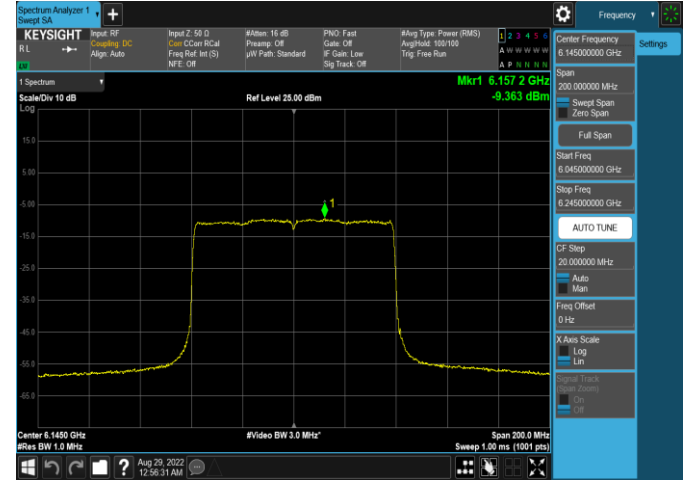 Spectrum Analyzer 1
Swept SA
Frequency
KEYSIGHT
RL
Input: RF
Coupling: DC
Align: Auto
Input Z: 50 Ω
Corr CCorr RCal
Freq Ref: Int (S)
NFE: Off
#Atten: 16 dB
Preamp: Off
µW Path: Standard
PNO: Fast
Gate: Off
IF Gain: Low
Sig Track: Off
#Avg Type: Power (RMS)
Avg|Hold: 100/100
Trig: Free Run
1 2 3 4 5 6
A W W W W W
A P N N N N
1 Spectrum
Scale/Div 10 dB
Log
Ref Level 25.00 dBm
Mkr1 6.157 2 GHz
-9.363 dBm
15.0
5.00
-5.00
-15.0
-25.0
-35.0
-45.0
-55.0
-65.0
1
Center 6.1450 GHz
#Res BW 1.0 MHz
#Video BW 3.0 MHz*
Span 200.0 MHz
Sweep 1.00 ms (1001 pts)
Center Frequency
6.145000000 GHz
Span
200.000000 MHz
Swept Span
Zero Span
Full Span
Start Freq
6.045000000 GHz
Stop Freq
6.245000000 GHz
AUTO TUNE
CF Step
20.000000 MHz
Auto
Man
Freq Offset
0 Hz
X Axis Scale
Log
Lin
Signal Track
(Span Zoom)
On
Off
Settings
Aug 29, 2022
12:56:31 AM